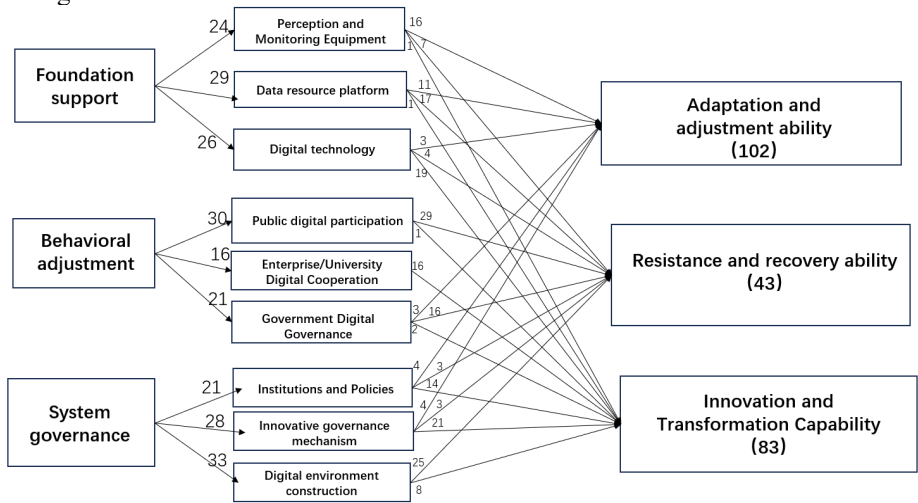 Foundation
support
Behavioral
adjustment
System
governance
24
29
26
30
16
21
21
28
33
Perception and
Monitoring Equipment
Data resource platform
Digital technology
Public digital participation
Enterprise/University
Digital Cooperation
Government Digital
Governance
Institutions and Policies
Innovative governance
mechanism
Digital environment
construction
16
1 7
11
1 17
3
4
19
29
1
16
3 16
2
4 3
14
4 3
21
25
8
Adaptation and
adjustment ability
(102)
Resistance and recovery ability
(43)
Innovation and
Transformation Capability
(83)